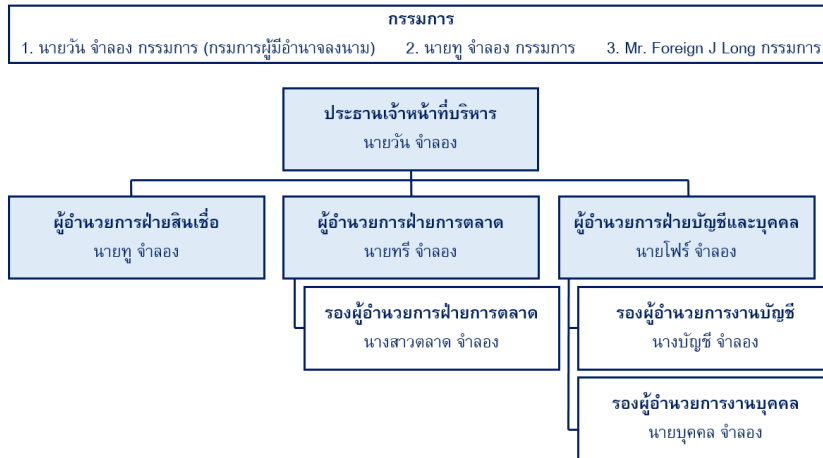 กรรมการ
1. นายวัน จำลอง กรรมการ (กรมการผู้มีอำนาจลงนาม) 2. นายทู จำลอง กรรมการ 3. Mr. Foreign J Long กรรมการ
ประธานเจ้าหน้าที่บริหาร
นายวัน จำลอง
ผู้อำนวยการฝ่ายสินเชื่อ
นายทู จำลอง
ผู้อำนวยการฝ่ายการตลาด
นายทรี จำลอง
ผู้อำนวยการฝ่ายบัญชีและบุคคล
นายโฟร์ จำลอง
รองผู้อำนวยการฝ่ายการตลาด
นางสาวตลาด จำลอง
รองผู้อำนวยการงานบัญชี
นางบัญชี จำลอง
รองผู้อำนวยการงานบุคคล
นายบุคคล จำลอง